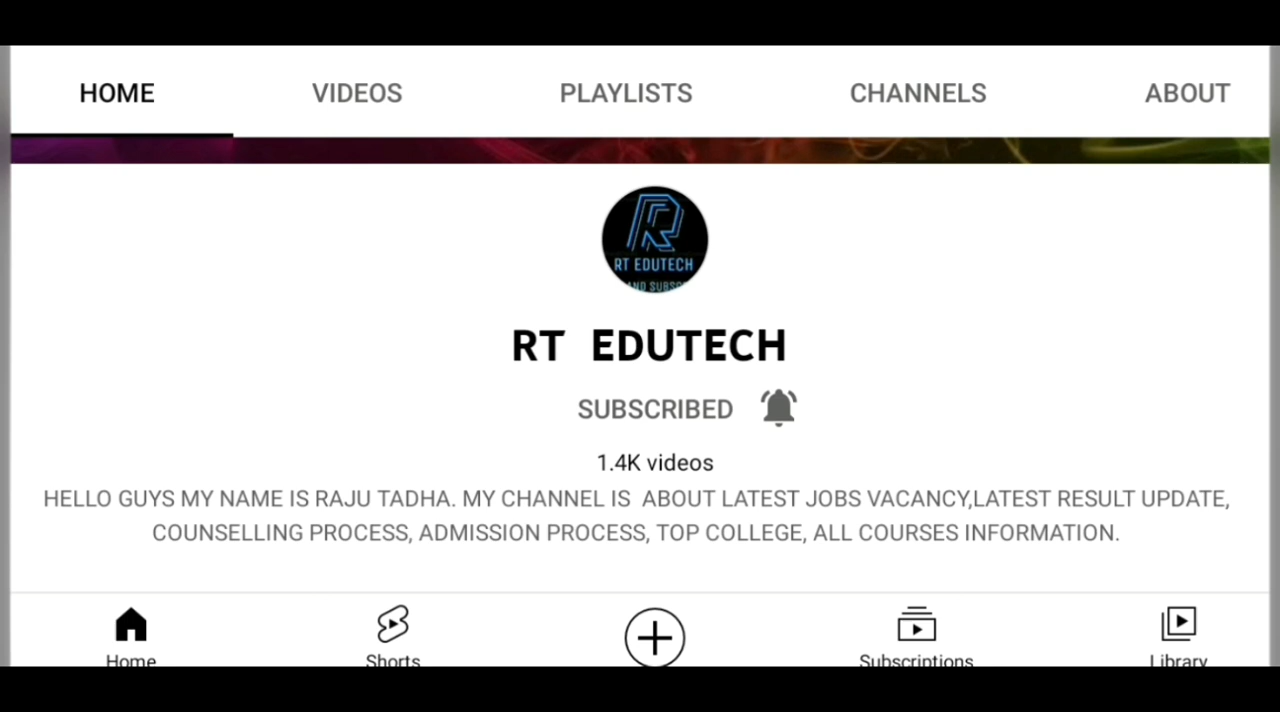 HOME VIDEOS PLAYLISTS CHANNELS ABOUT
R
RT EDUTECH
AND SUBSC
RT EDUTECH
SUBSCRIBED
1.4K videos
HELLO GUYS MY NAME IS RAJU TADHA. MY CHANNEL IS ABOUT LATEST JOBS VACANCY,LATEST RESULT UPDATE,
COUNSELLING PROCESS, ADMISSION PROCESS, TOP COLLEGE, ALL COURSES INFORMATION.
Home Shorts Subscriptions Library